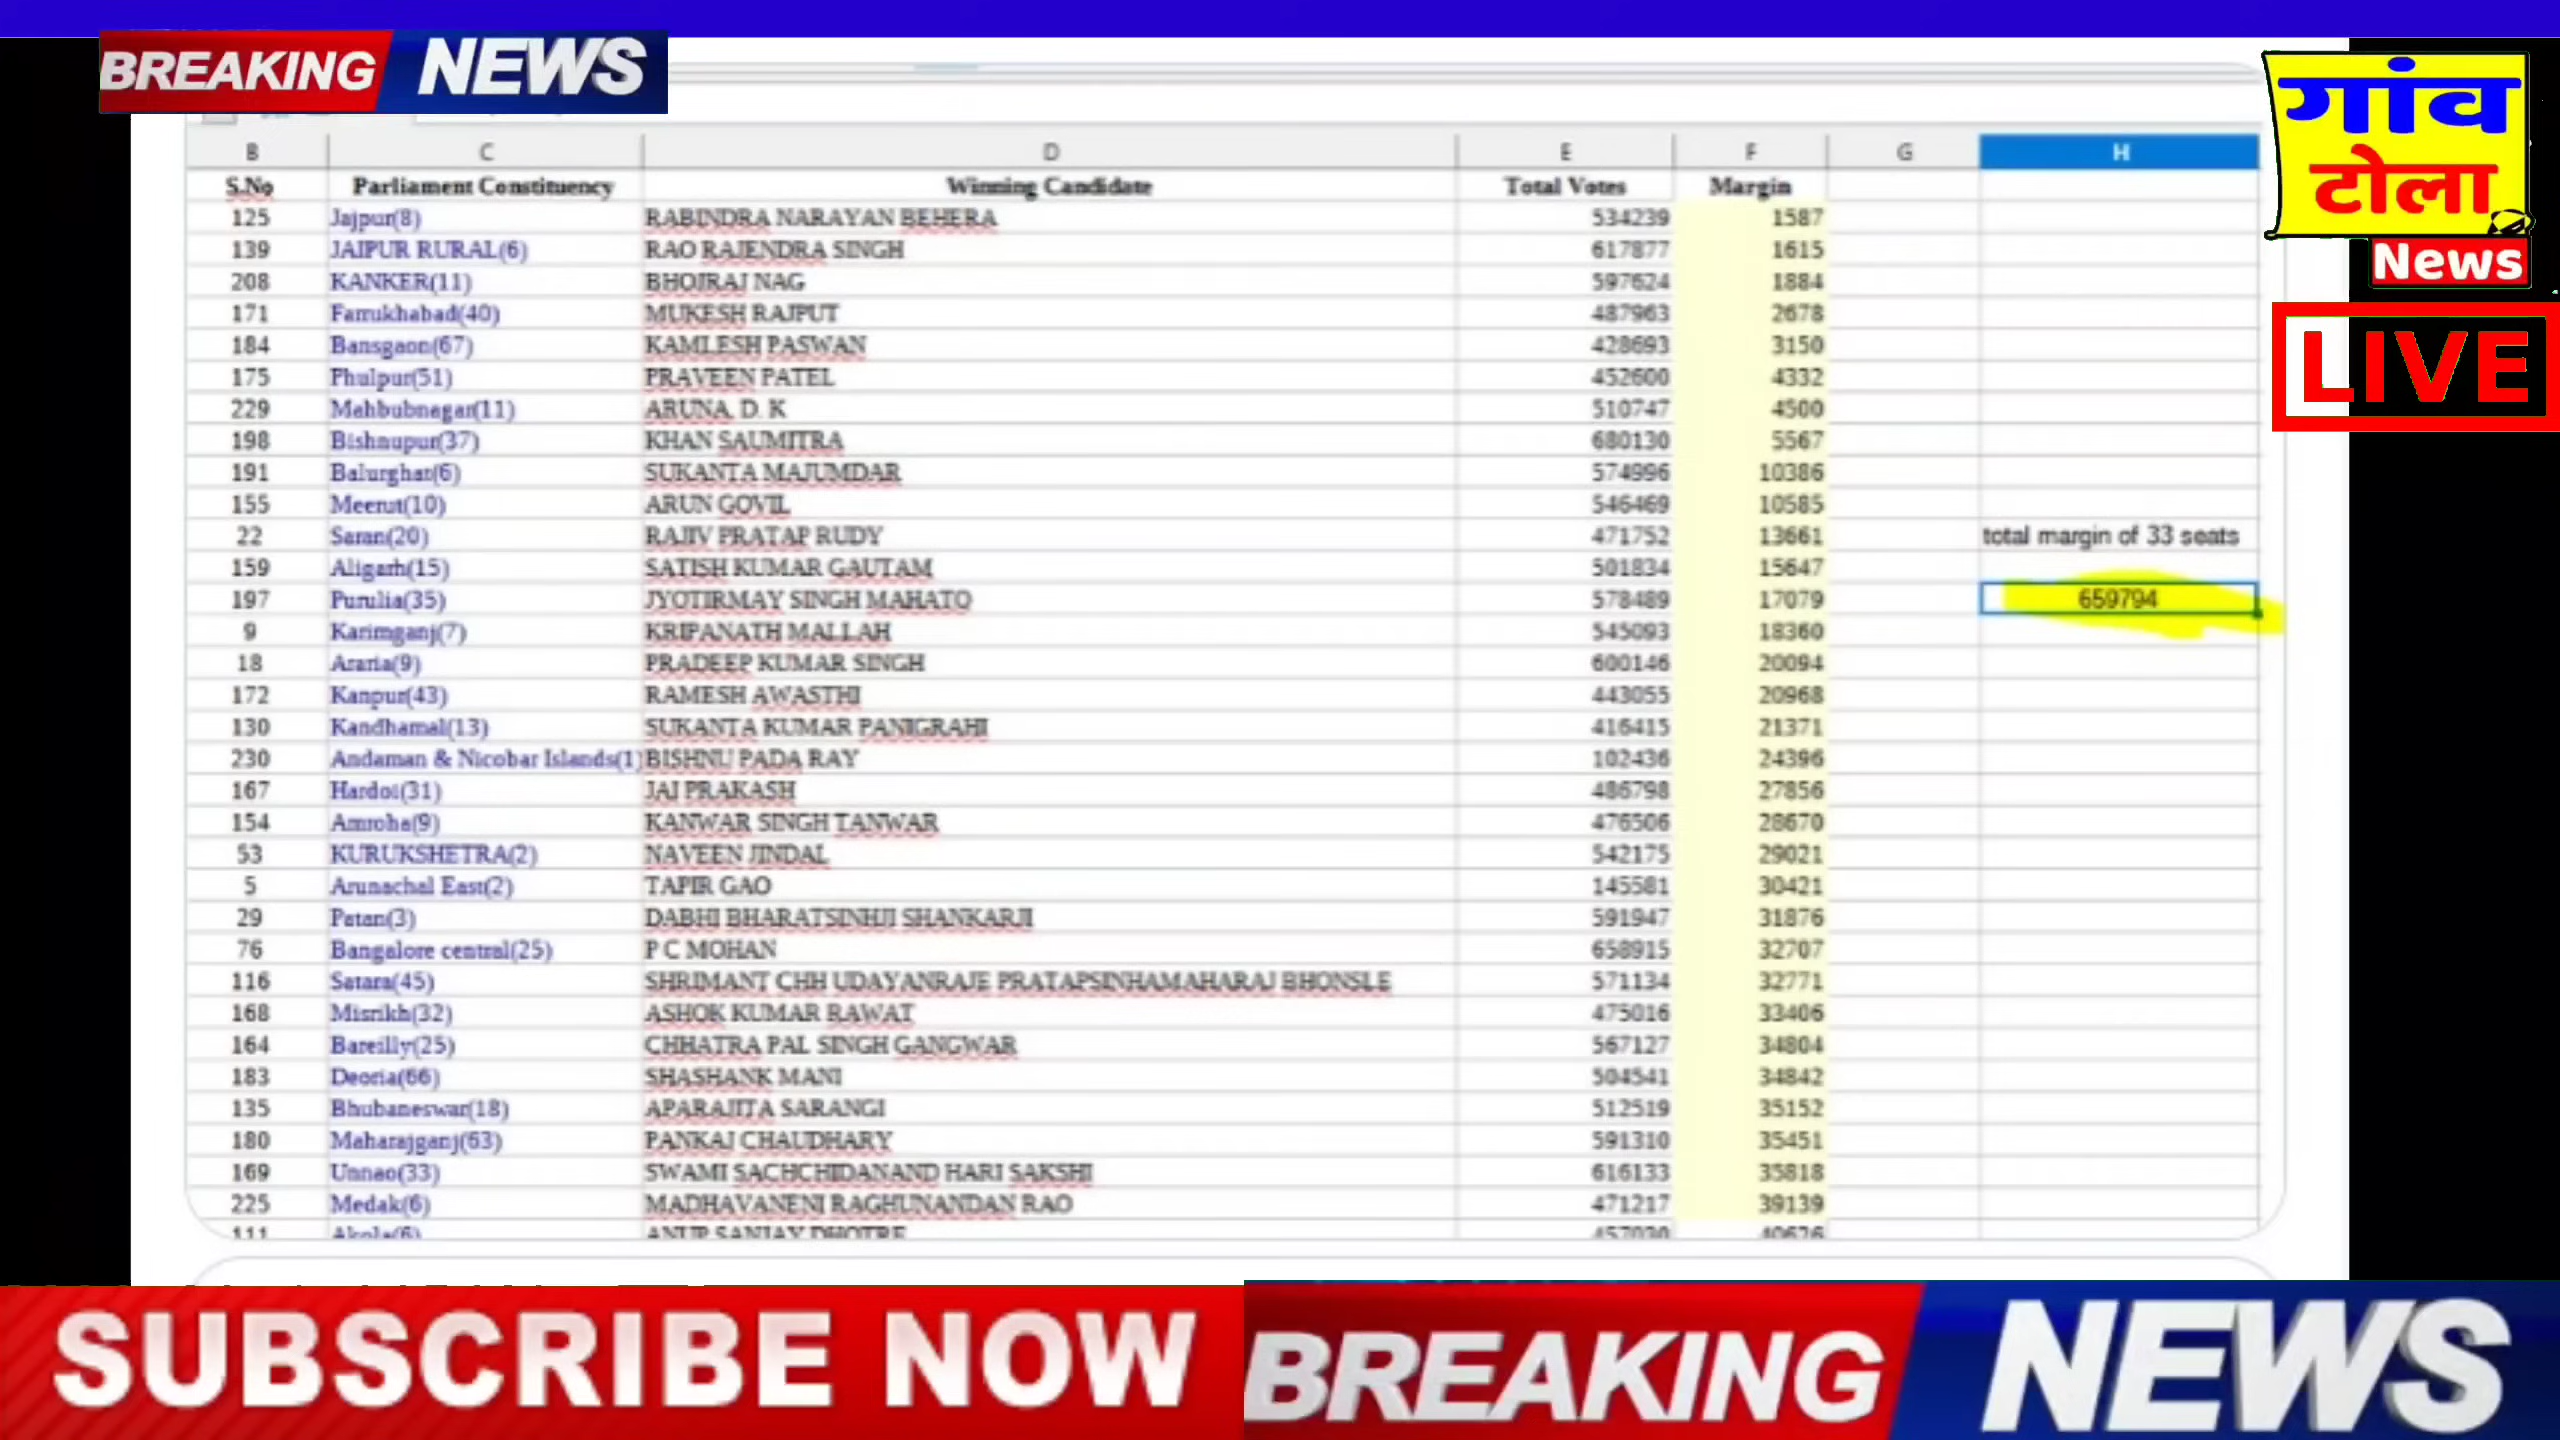 BREAKING NEWS
गांव
टोला
News
LIVE
B C D E F G H
S.No Parliament Constituency Winning Candidate Total Votes Margin
125 Jajpur(8) RABINDRA NARAYAN BEHERA 534239 1587
139 JAIPUR RURAL(6) RAO RAJENDRA SINGH 617877 1615
208 KANKER(11) BHOJRAJ NAG 597624 1884
171 Farrukhabad(40) MUKESH RAJPUT 487963 2678
184 Bansgaon(67) KAMLESH PASWAN 428693 3150
175 Phulpur(51) PRAVEEN PATEL 452600 4332
229 Mahbubnagar(11) ARUNA. D. K 510747 4500
198 Bishnupur(37) KHAN SAUMITRA 680130 5567
191 Balurghat(6) SUKANTA MAJUMDAR 574996 10386
155 Meerut(10) ARUN GOVIL 546469 10585
22 Saran(20) RAJIV PRATAP RUDY 471752 13661 total margin of 33 seats
159 Aligarh(15) SATISH KUMAR GAUTAM 501834 15647
197 Purulia(35) JYOTIRMAY SINGH MAHATO 578489 17079 659794
9 Karimganj(7) KRIPANATH MALLAH 545093 18360
18 Araria(9) PRADEEP KUMAR SINGH 600146 20094
172 Kanpur(43) RAMESH AWASTHI 443055 20968
130 Kandhamal(13) SUKANTA KUMAR PANIGRAHI 416415 21371
230 Andaman & Nicobar Islands(1) BISHNU PADA RAY 102436 24396
167 Hardoi(31) JAI PRAKASH 486798 27856
154 Amroha(9) KANWAR SINGH TANWAR 476506 28670
53 KURUKSHETRA(2) NAVEEN JINDAL 542175 29021
5 Arunachal East(2) TAPIR GAO 145581 30421
29 Patan(3) DABHI BHARATSINHJI SHANKARJI 591947 31876
76 Bangalore central(25) P C MOHAN 658915 32707
116 Satara(45) SHRIMANT CHH UDAYANRAJE PRATAPSINHAMAHARAJ BHONSLE 571134 32771
168 Misrikh(32) ASHOK KUMAR RAWAT 475016 33406
164 Bareilly(25) CHHATRA PAL SINGH GANGWAR 567127 34804
183 Deoria(66) SHASHANK MANI 504541 34842
135 Bhubaneswar(18) APARAJITA SARANGI 512519 35152
180 Maharajganj(63) PANKAJ CHAUDHARY 591310 35451
169 Unnao(33) SWAMI SACHCHIDANAND HARI SAKSHI 616133 35818
225 Medak(6) MADHAVANENI RAGHUNANDAN RAO 471217 39139
111 Akola(6) ANUP SANJAY DHOTRE 457030 40626
SUBSCRIBE NOW BREAKING NEWS